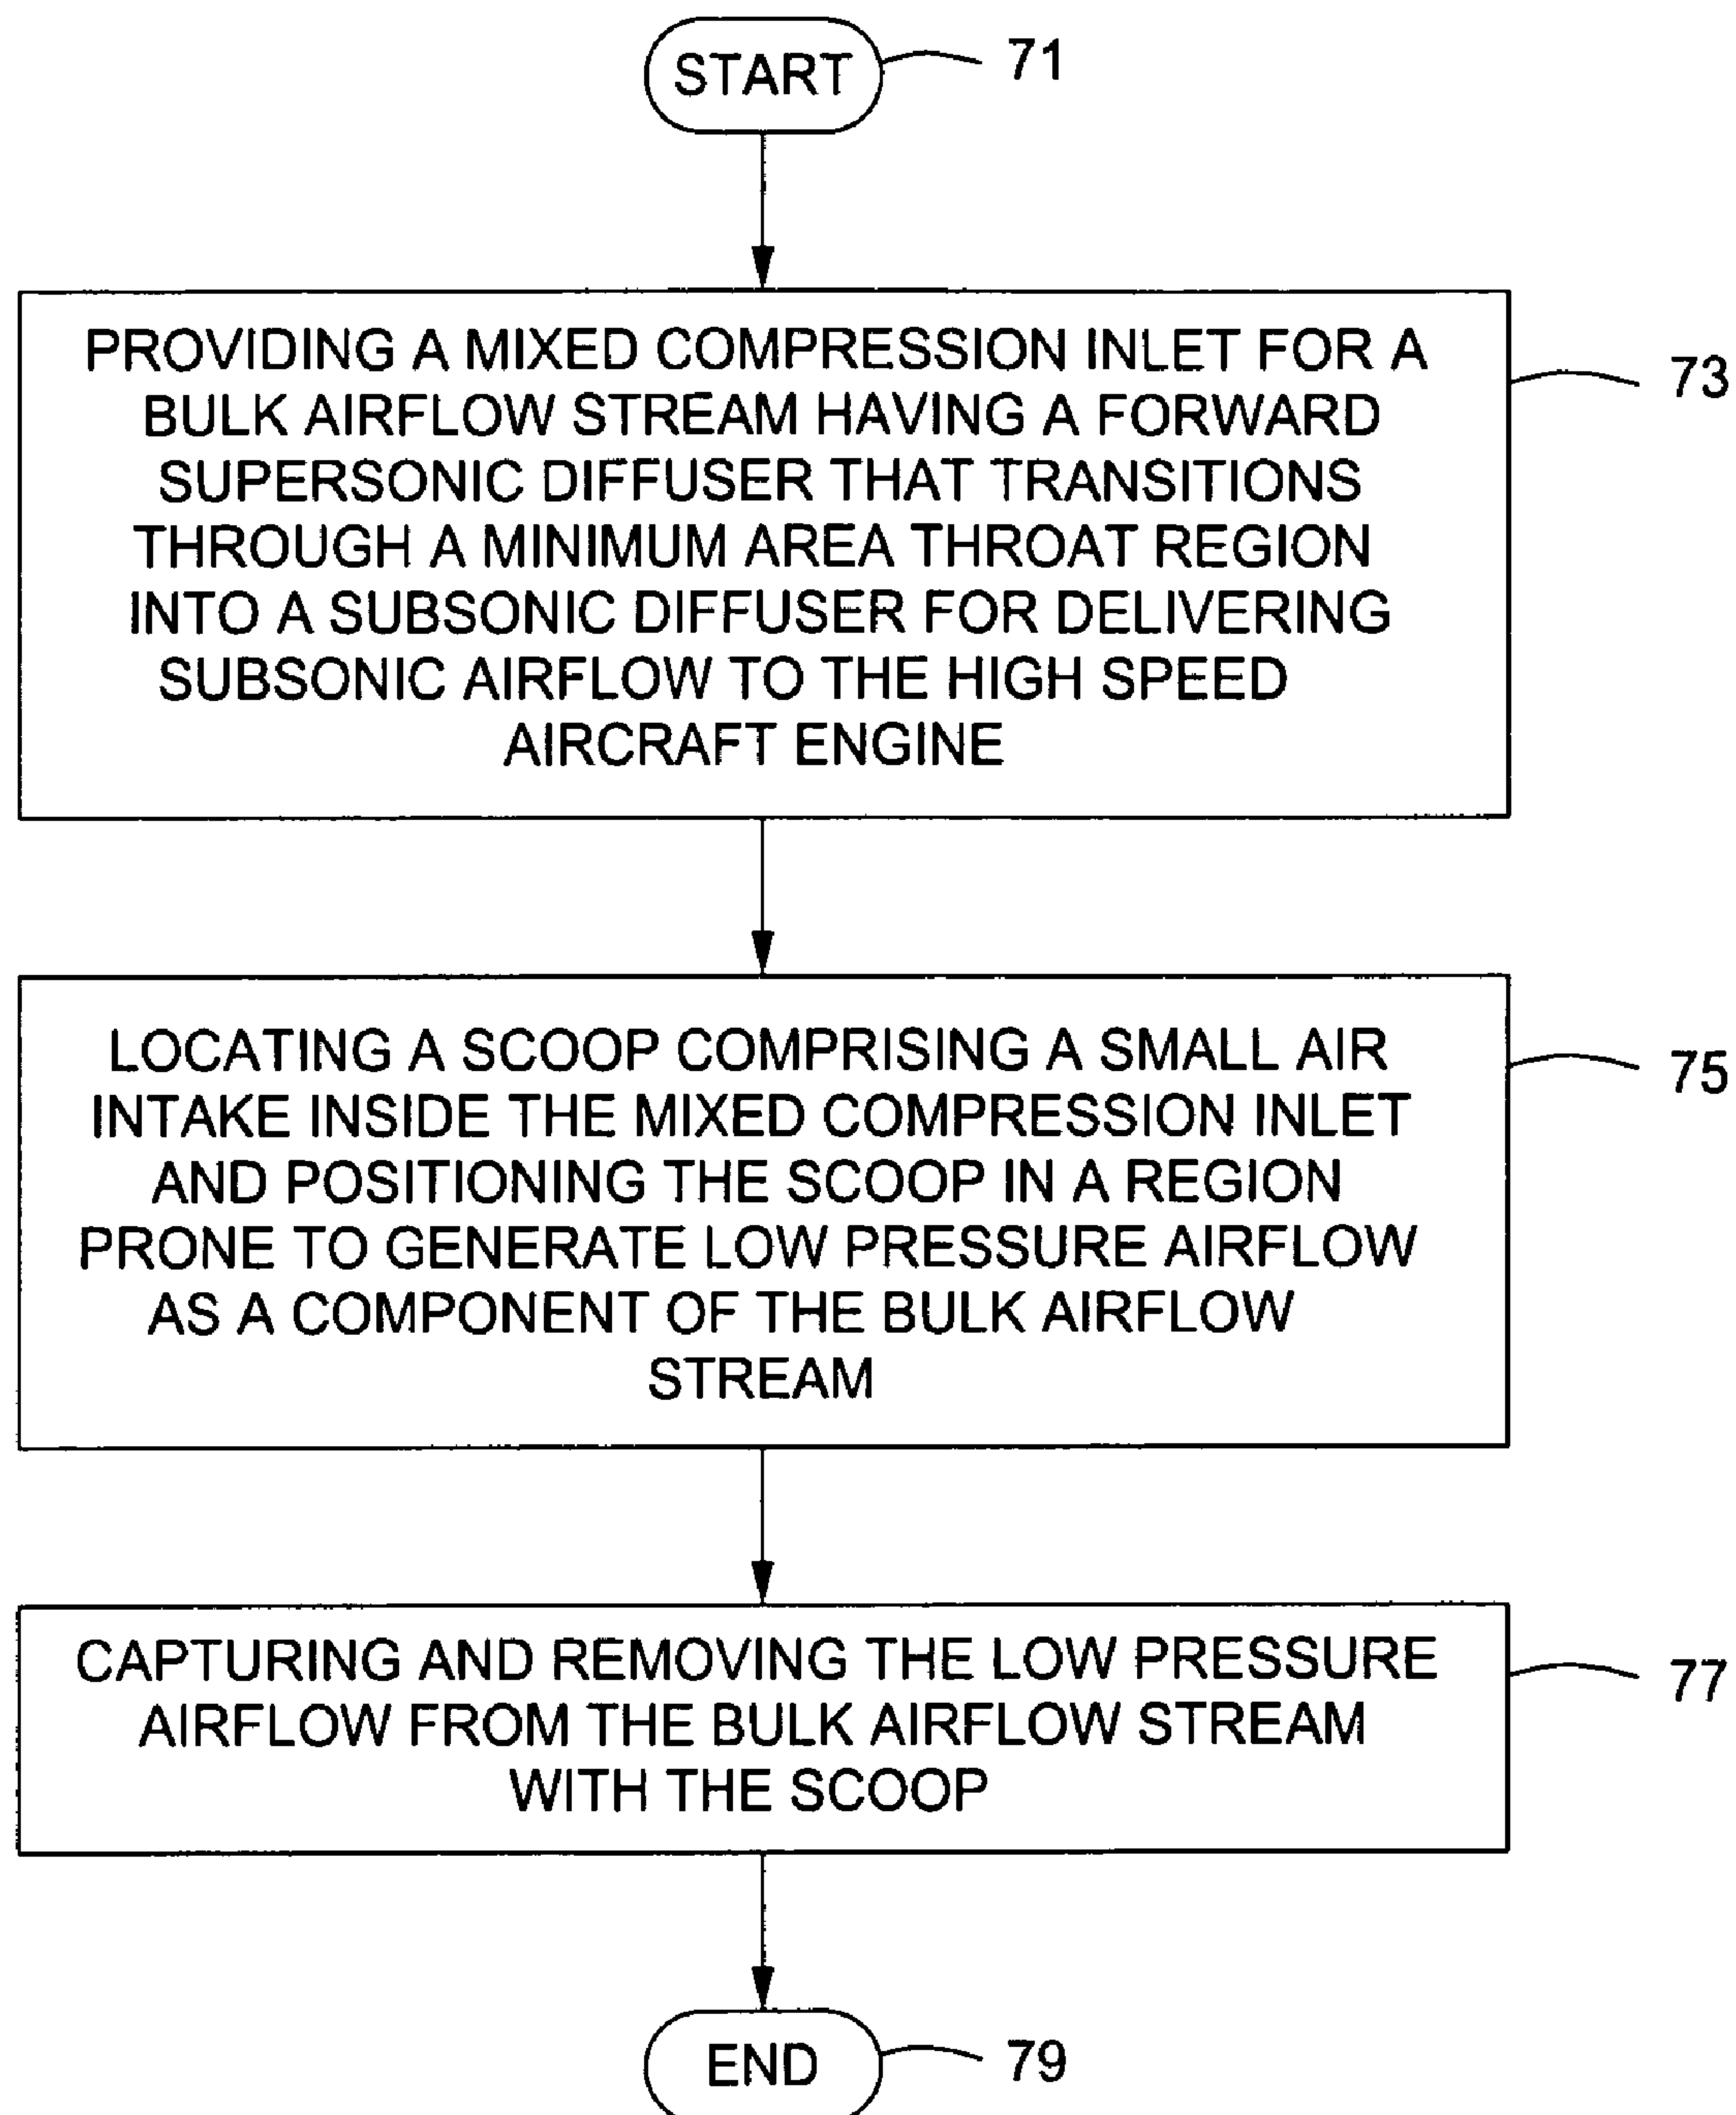 START
71
PROVIDING A MIXED COMPRESSION INLET FOR A
BULK AIRFLOW STREAM HAVING A FORWARD
SUPERSONIC DIFFUSER THAT TRANSITIONS
THROUGH A MINIMUM AREA THROAT REGION
INTO A SUBSONIC DIFFUSER FOR DELIVERING
SUBSONIC AIRFLOW TO THE HIGH SPEED
AIRCRAFT ENGINE
73
LOCATING A SCOOP COMPRISING A SMALL AIR
INTAKE INSIDE THE MIXED COMPRESSION INLET
AND POSITIONING THE SCOOP IN A REGION
PRONE TO GENERATE LOW PRESSURE AIRFLOW
AS A COMPONENT OF THE BULK AIRFLOW
STREAM
75
CAPTURING AND REMOVING THE LOW PRESSURE
AIRFLOW FROM THE BULK AIRFLOW STREAM
WITH THE SCOOP
77
END
79